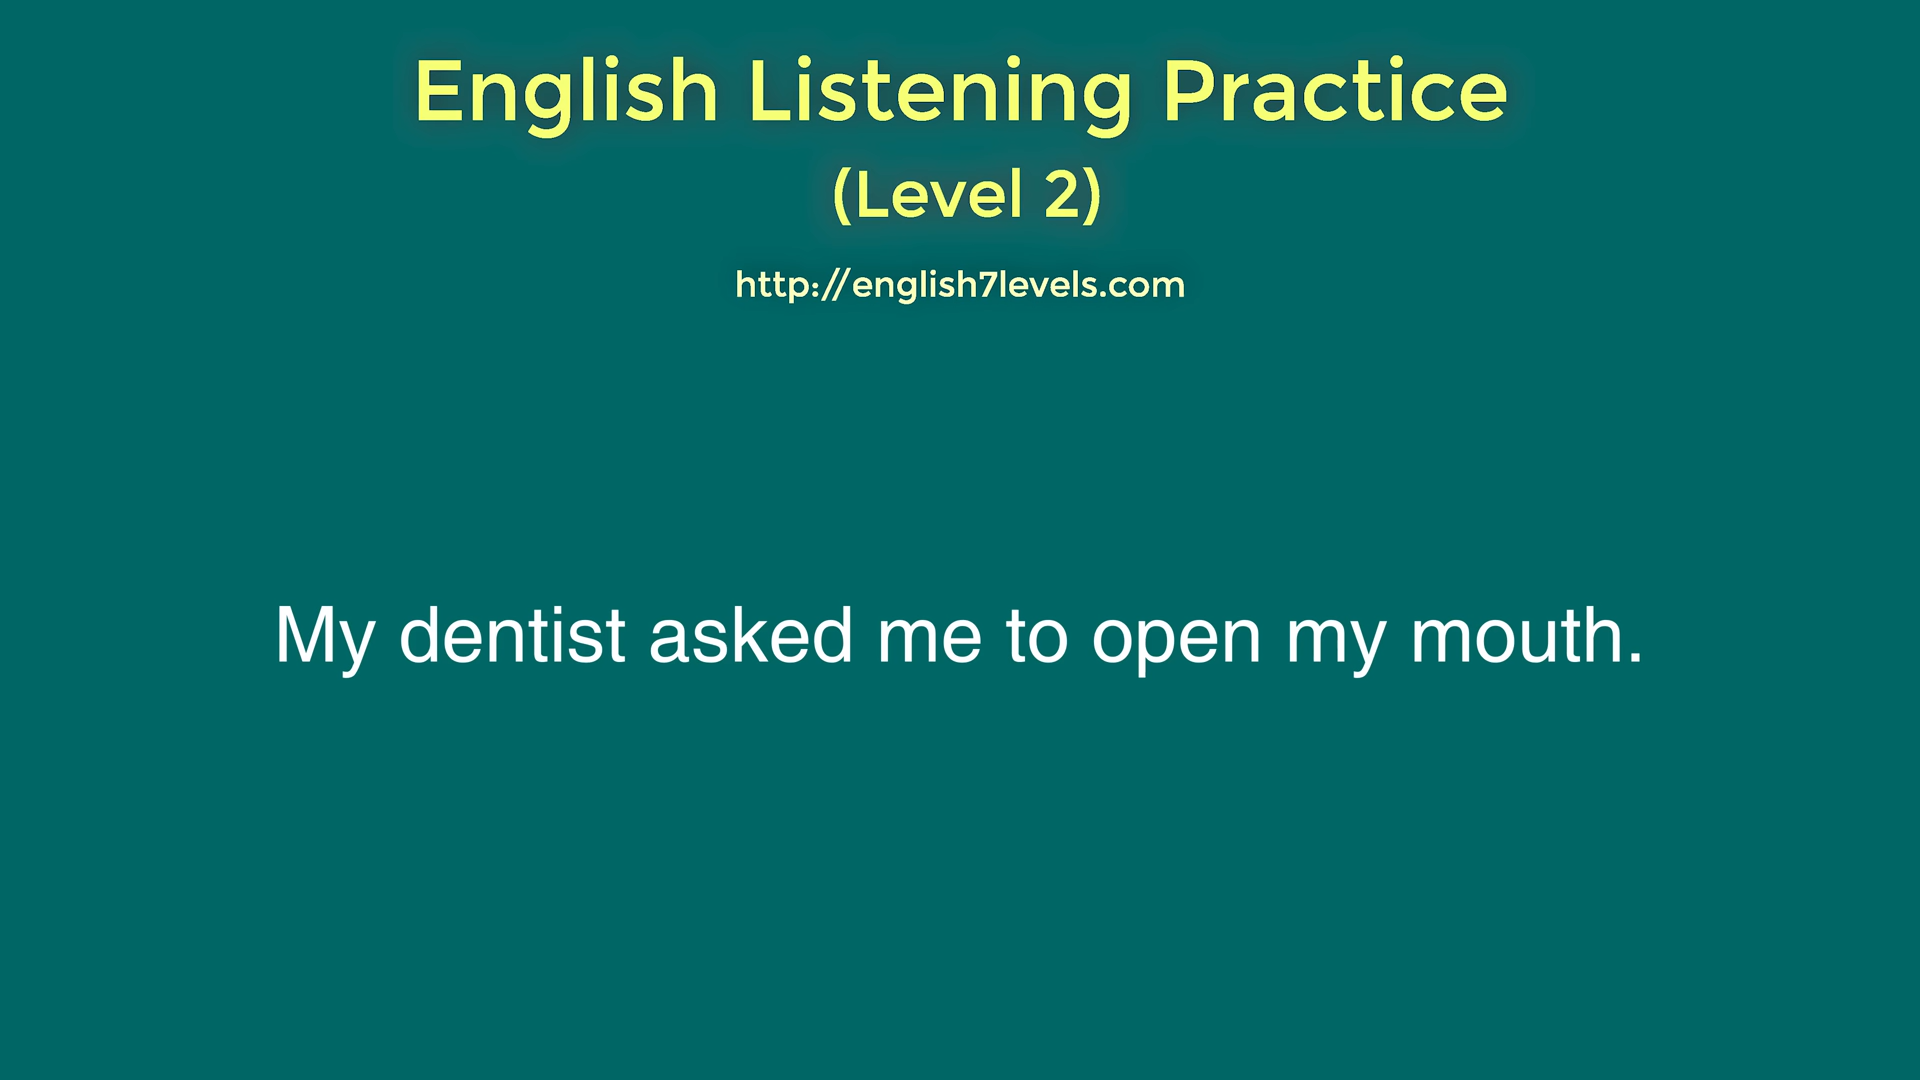 English Listening Practice
(Level 2)
http://english7levels.com
My dentist asked me to open my mouth.